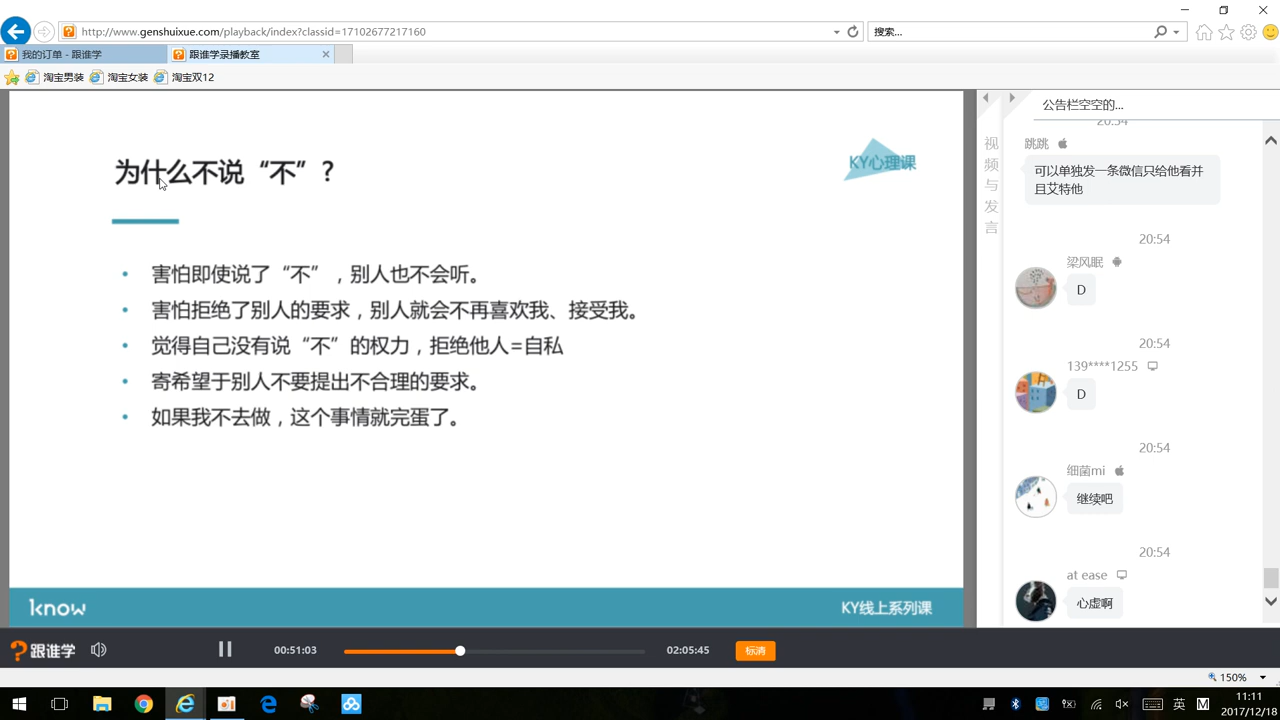 http://www.genshuixue.com/playback/index?classid=17102677217160
搜索...
我的订单 - 跟谁学
跟谁学录播教室
淘宝男装
淘宝女装
淘宝双12
为什么不说“不”?
KY心理课
• 害怕即使说了“不”，别人也不会听。
• 害怕拒绝了别人的要求，别人就会不再喜欢我、接受我。
• 觉得自己没有说“不”的权力，拒绝他人=自私
• 寄希望于别人不要提出不合理的要求。
• 如果我不去做，这个事情就完蛋了。
know
KY线上系列课
视频与发言
公告栏空空的...
20:54
跳跳
可以单独发一条微信只给他看并
且艾特他
20:54
梁风眠
D
20:54
139****1255
D
20:54
细菌mi
继续吧
20:54
at ease
心虚啊
跟谁学
00:51:03
02:05:45
标清
150%
英
M
11:11
2017/12/18